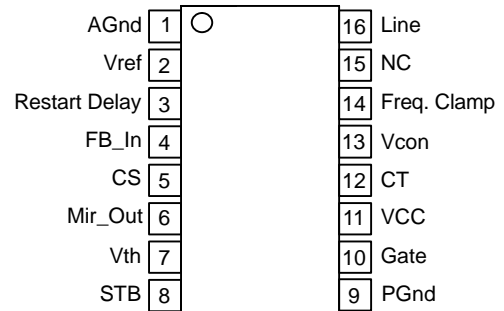 AGnd 1 16 Line
Vref 2 15 NC
Restart Delay 3 14 Freq. Clamp
FB_In 4 13 Vcon
CS 5 12 CT
Mir_Out 6 11 VCC
Vth 7 10 Gate
STB 8 9 PGnd